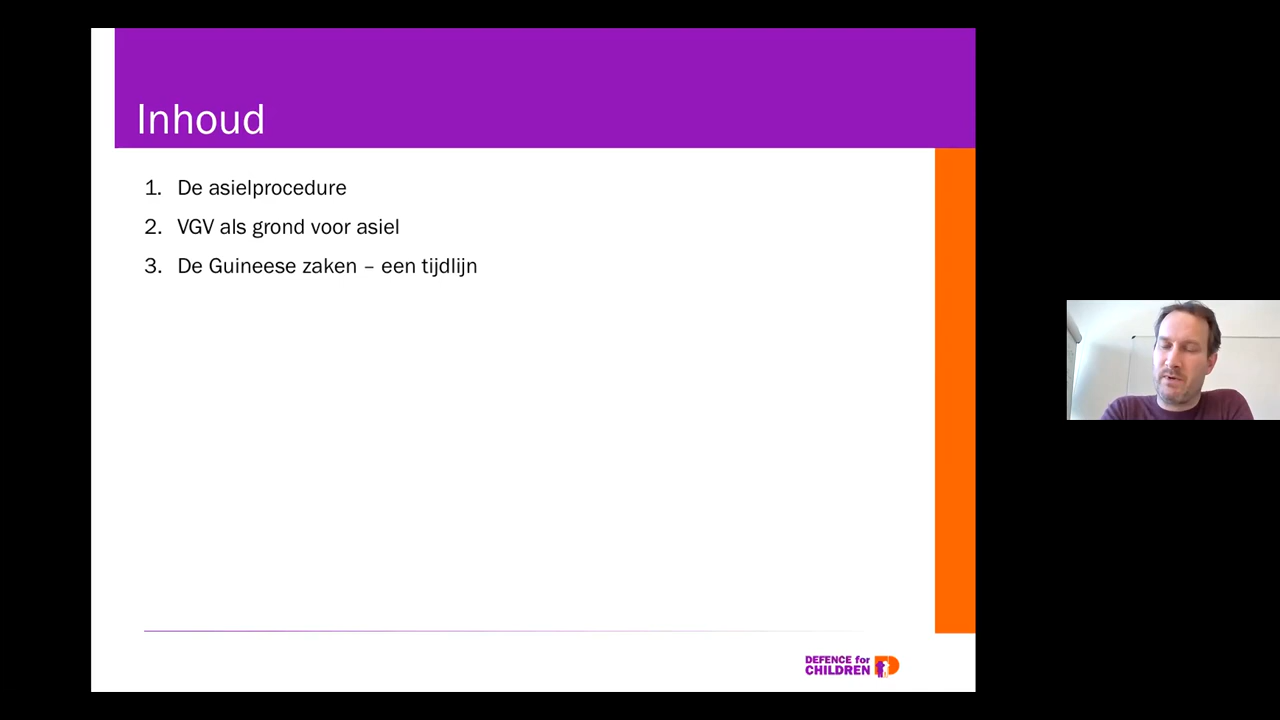 Inhoud
1. De asielprocedure
2. VGV als grond voor asiel
3. De Guineese zaken – een tijdlijn
DEFENCE for
CHILDREN